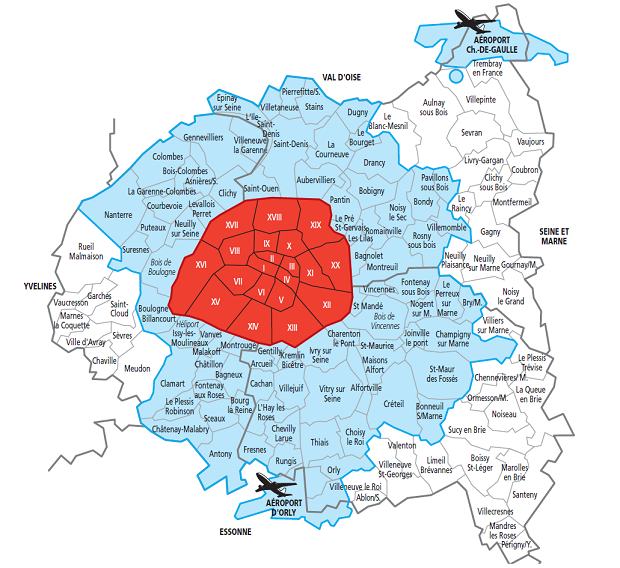 AÉROPORT
Ch.-DE-GAULLE
Trembray
en France
VAL D'OISE
Pierrefitte/S.
Epinay
sur Seine
Villetaneuse
Stains
L'Ile-
Saint-
Denis
Dugny
Le
Blanc-Mesnil
Aulnay
sous Bois
Villepinte
Gennevilliers
Villeneuve
la Garenne
Saint-Denis
La
Courneuve
Le
Bourget
Sevran
Vaujours
Colombes
Bois-Colombes
Asnières/S.
Drancy
Livry-Gargan
Coubron
La Garenne-Colombes
Clichy
Saint-Ouen
Aubervilliers
Bobigny
Pavillons
sous Bois
Clichy
sous Bois
Courbevoie
Levallois
Perret
Pantin
Bondy
Le
Raincy
Montfermeil
Nanterre
Puteaux
Neuilly
sur Seine
Le Pré
St-Gervais
Les Lilas
Noisy
le Sec
Romainville
Villemomble
Gagny
SEINE ET
MARNE
Suresnes
Rosny
sous bois
Rueil
Malmaison
Bois de
Boulogne
Bagnolet
Montreuil
Neuilly
Plaisance
Neuilly
sur Marne
Gournay/M.
XVII
XVIII
XIX
VIII
IX
X
II
I
III
XVI
VII
IV
XI
XX
VI
V
XV
XII
XIV
XIII
YVELINES
Vaucresson
Garches
Marnes
la Coquette
Saint-
Cloud
Ville d'Avray
Sèvres
Chaville
Meudon
Boulogne
Billancourt
Héliport
Issy-les-
Moulineaux
Vanves
Malakoff
Montrouge
Vincennes
St Mandé
Bois de
Vincennes
Fontenay
sous Bois
Nogent
sur M.
Le
Perreux
sur Marne
Bry/M.
Noisy
le Grand
Villiers
sur Marne
Charenton
le Pont
St-Maurice
Joinville
le pont
Champigny
sur Marne
Gentilly
Kremlin
Bicêtre
Ivry sur
Seine
Maisons
Alfort
Châtillon
Bagneux
Arcueil
Clamart
Fontenay
aux Roses
Cachan
Villejuif
Vitry sur
Seine
Alfortville
St-Maur
des Fossés
Le Plessis
Trévise
Chennevières/ M.
La Queue
en Brie
Ormesson/M.
Le Plessis
Robinson
Sceaux
Bourg
la Reine
L'Haÿ les
Roses
Créteil
Bonneuil
S/Marne
Noiseau
Châtenay-Malabry
Chevilly
Larue
Thiais
Choisy
le Roi
Sucy en Brie
Antony
Fresnes
Rungis
Orly
Valenton
Villeneuve
St-Georges
Limeil
Brévannes
Boissy
St-Léger
Marolles
en Brie
Villeneuve le Roi
Ablon/S.
Santeny
Villecresnes
Mandres
les Roses
Périgny/Y.
AÉROPORT
D'ORLY
ESSONNE